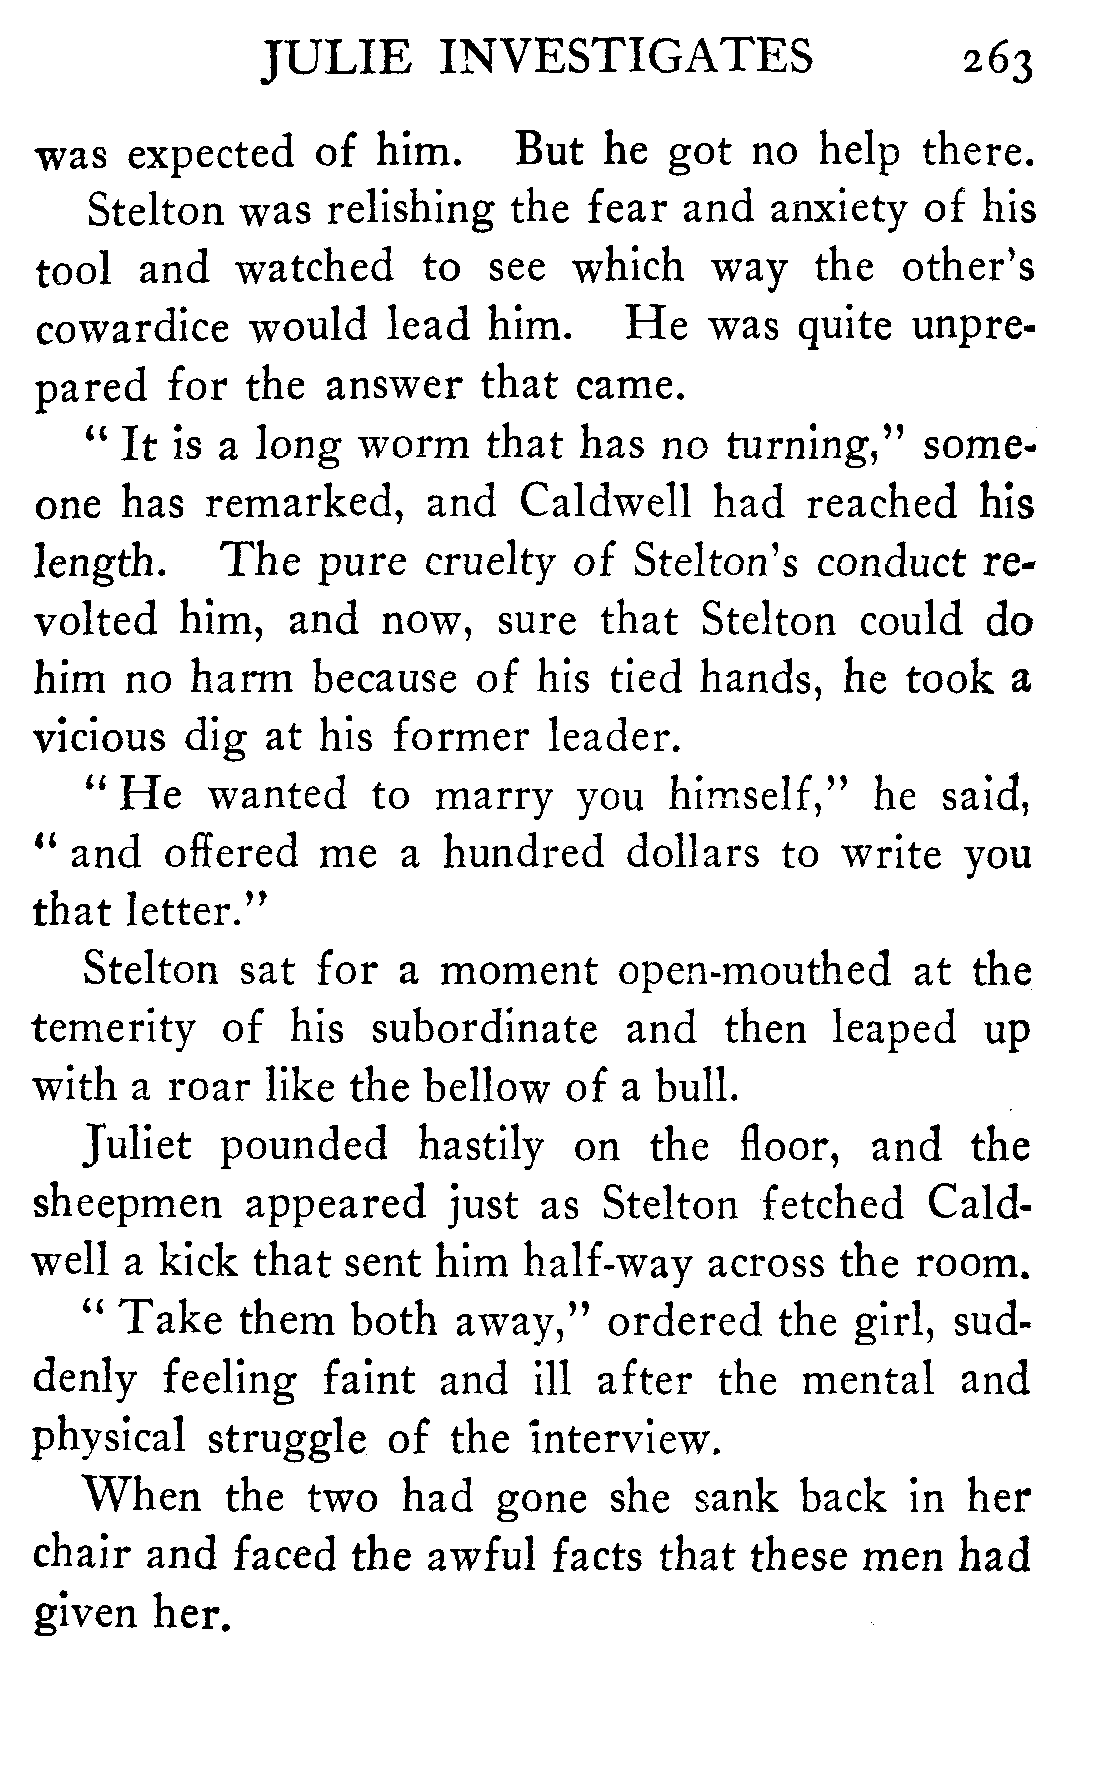 JULIE INVESTIGATES 263
was expected of him. But he got no help there.
Stelton was relishing the fear and anxiety of his
tool and watched to see which way the other's
cowardice would lead him. He was quite unpre-
pared for the answer that came.
" It is a long worm that has no turning," some-
one has remarked, and Caldwell had reached his
length. The pure cruelty of Stelton's conduct re-
volted him, and now, sure that Stelton could do
him no harm because of his tied hands, he took a
vicious dig at his former leader.
" He wanted to marry you himself," he said,
" and offered me a hundred dollars to write you
that letter."
Stelton sat for a moment open-mouthed at the
temerity of his subordinate and then leaped up
with a roar like the bellow of a bull.
Juliet pounded hastily on the floor, and the
sheepmen appeared just as Stelton fetched Cald-
well a kick that sent him half-way across the room.
" Take them both away," ordered the girl, sud-
denly feeling faint and ill after the mental and
physical struggle of the interview.
When the two had gone she sank back in her
chair and faced the awful facts that these men had
given her.